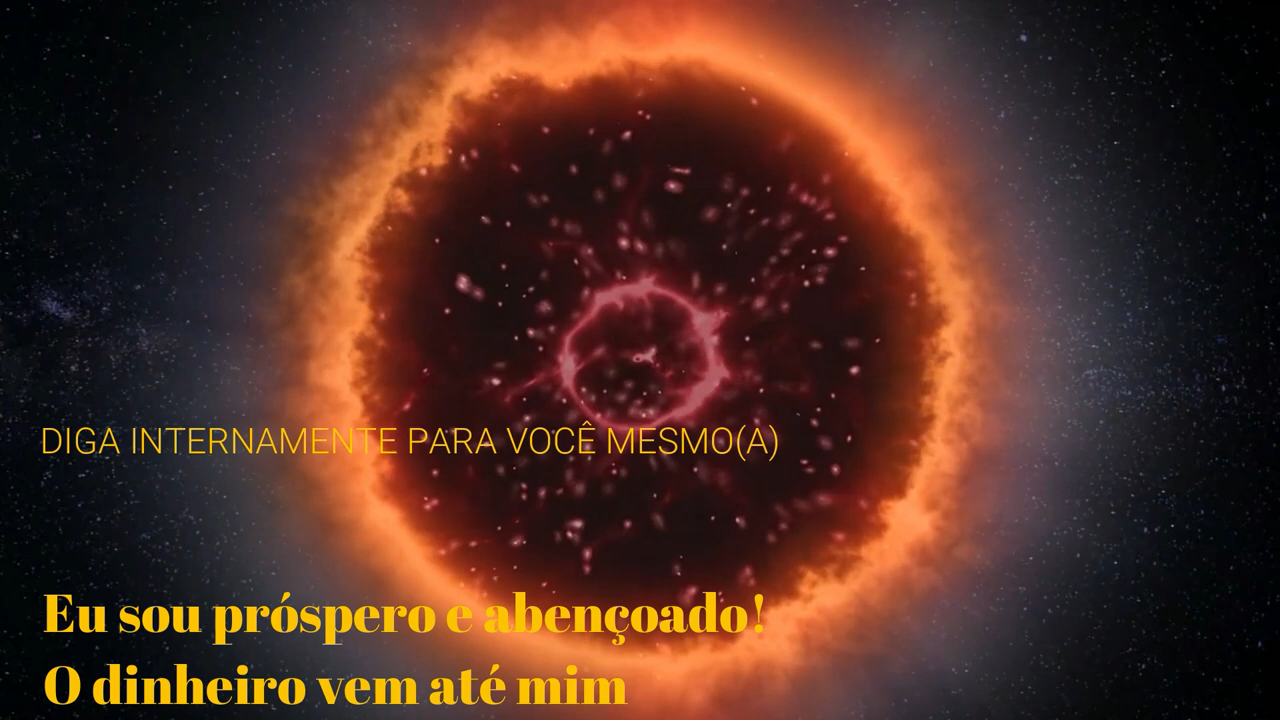 DIGA INTERNAMENTE PARA VOCÊ MESMO(A)
Eu sou próspero e abençoado!
O dinheiro vem até mim